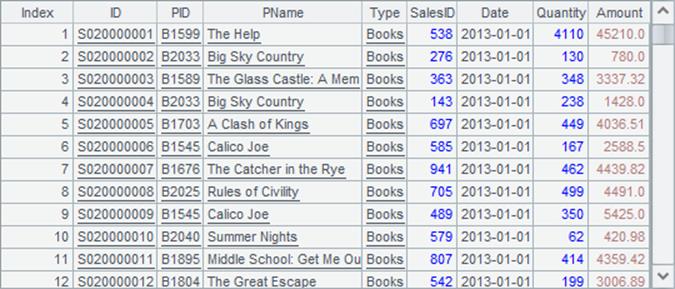 Index ID PID PName Type SalesID Date Quantity Amount
1 S020000001 B1599 The Help Books 538 2013-01-01 4110 45210.0
2 S020000002 B2033 Big Sky Country Books 276 2013-01-01 130 780.0
3 S020000003 B1589 The Glass Castle: A Mem Books 363 2013-01-01 348 3337.32
4 S020000004 B2033 Big Sky Country Books 143 2013-01-01 238 1428.0
5 S020000005 B1703 A Clash of Kings Books 697 2013-01-01 449 4036.51
6 S020000006 B1545 Calico Joe Books 585 2013-01-01 167 2588.5
7 S020000007 B1676 The Catcher in the Rye Books 941 2013-01-01 462 4439.82
8 S020000008 B2025 Rules of Civility Books 705 2013-01-01 499 4491.0
9 S020000009 B1545 Calico Joe Books 489 2013-01-01 350 5425.0
10 S020000010 B2040 Summer Nights Books 579 2013-01-01 62 420.98
11 S020000011 B1895 Middle School: Get Me Ou Books 807 2013-01-01 414 4359.42
12 S020000012 B1804 The Great Escape Books 542 2013-01-01 199 3006.89